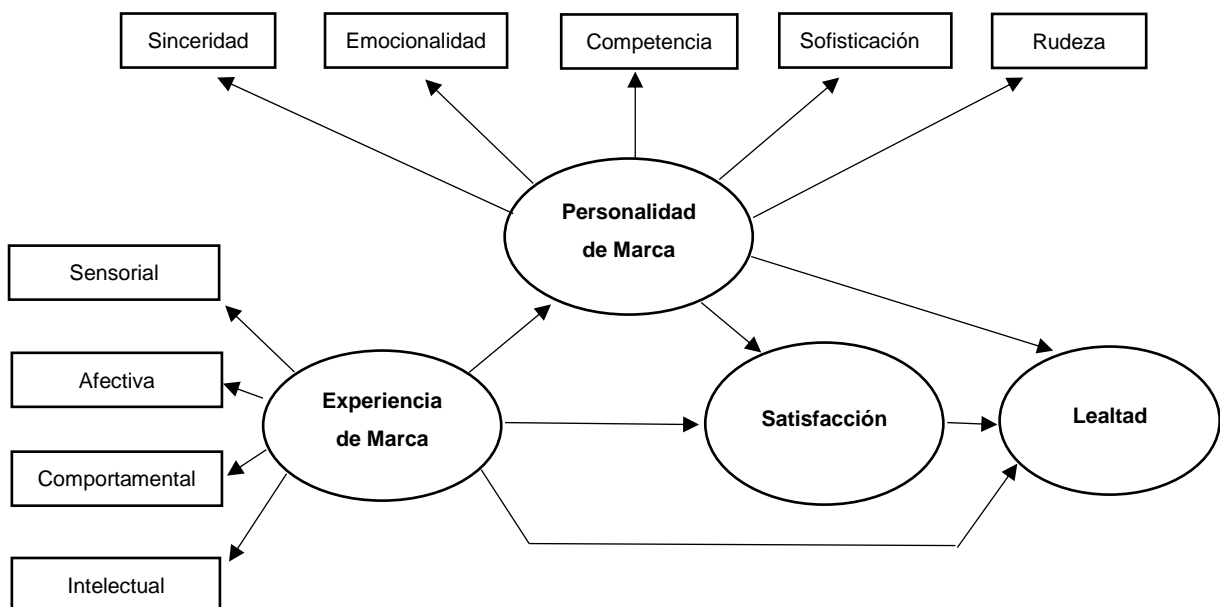 Sinceridad
Emocionalidad
Competencia
Sofisticación
Rudeza
Personalidad
de Marca
Sensorial
Afectiva
Comportamental
Intelectual
Experiencia
de Marca
Satisfacción
Lealtad